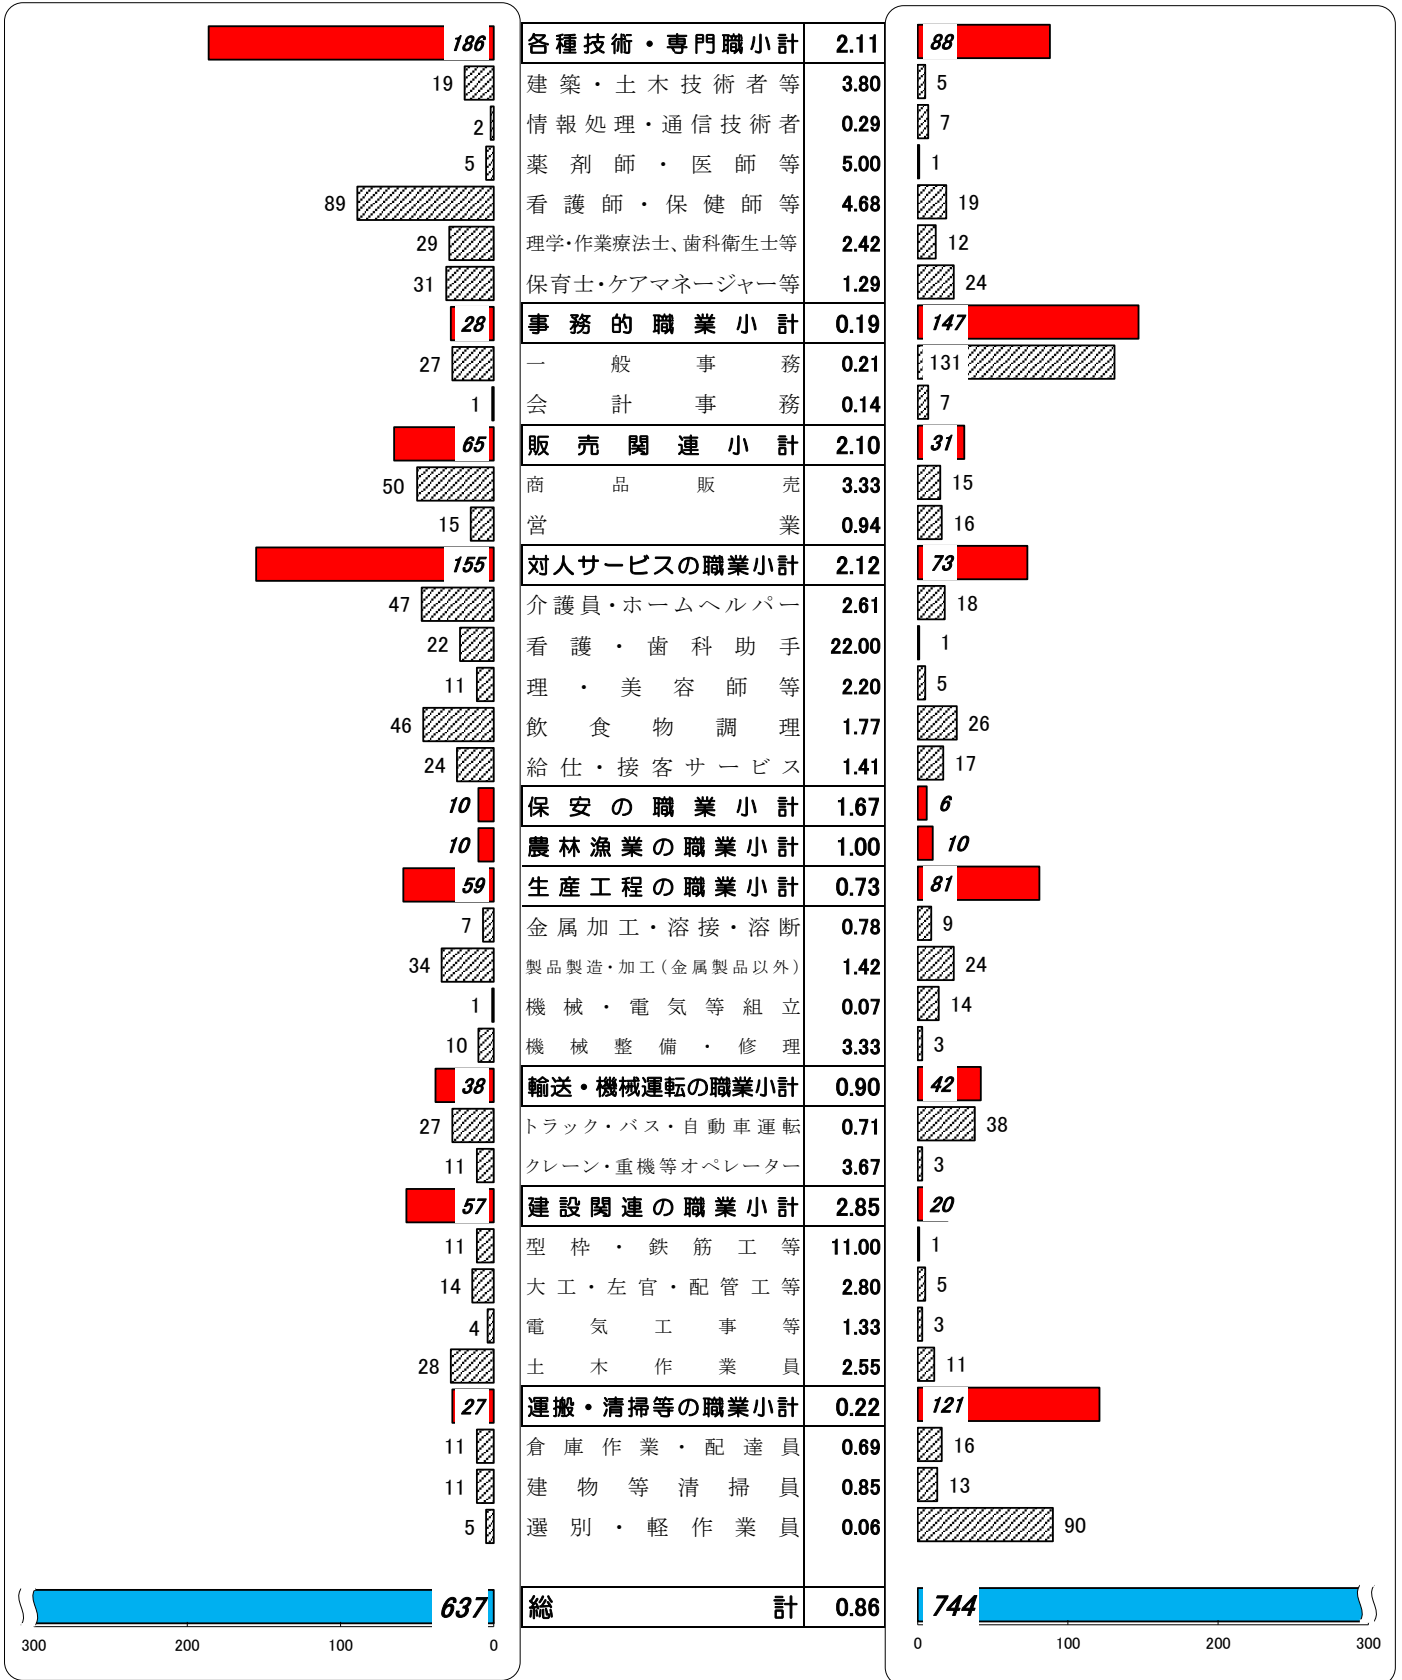 186 各種技術・専門職小計 2.11 88
19 建築・土木技術者等 3.80 5
2 情報処理・通信技術者 0.29 7
5 薬剤師・医師等 5.00 1
89 看護師・保健師等 4.68 19
29 理学・作業療法士、歯科衛生士等 2.42 12
31 保育士・ケアマネージャー等 1.29 24
28 事務的職業小計 0.19 147
27 一般事務 0.21 131
1 会計事務 0.14 7
65 販売関連小計 2.10 31
50 商品販売 3.33 15
15 営業 0.94 16
155 対人サービスの職業小計 2.12 73
47 介護員・ホームヘルパー 2.61 18
22 看護・歯科助手 22.00 1
11 理・美容師等 2.20 5
46 飲食物調理 1.77 26
24 給仕・接客サービス 1.41 17
10 保安の職業小計 1.67 6
10 農林漁業の職業小計 1.00 10
59 生産工程の職業小計 0.73 81
7 金属加工・溶接・溶断 0.78 9
34 製品製造・加工(金属製品以外) 1.42 24
1 機械・電気等組立 0.07 14
10 機械整備・修理 3.33 3
38 輸送・機械運転の職業小計 0.90 42
27 トラック・バス・自動車運転 0.71 38
11 クレーン・重機等オペレーター 3.67 3
57 建設関連の職業小計 2.85 20
11 型枠・鉄筋工等 11.00 1
14 大工・左官・配管工等 2.80 5
4 電気工事等 1.33 3
28 土木作業員 2.55 11
27 運搬・清掃等の職業小計 0.22 121
11 倉庫作業・配達員 0.69 16
11 建物等清掃員 0.85 13
5 選別・軽作業員 0.06 90
637 総計 0.86 744
300 200 100 0 0 100 200 300